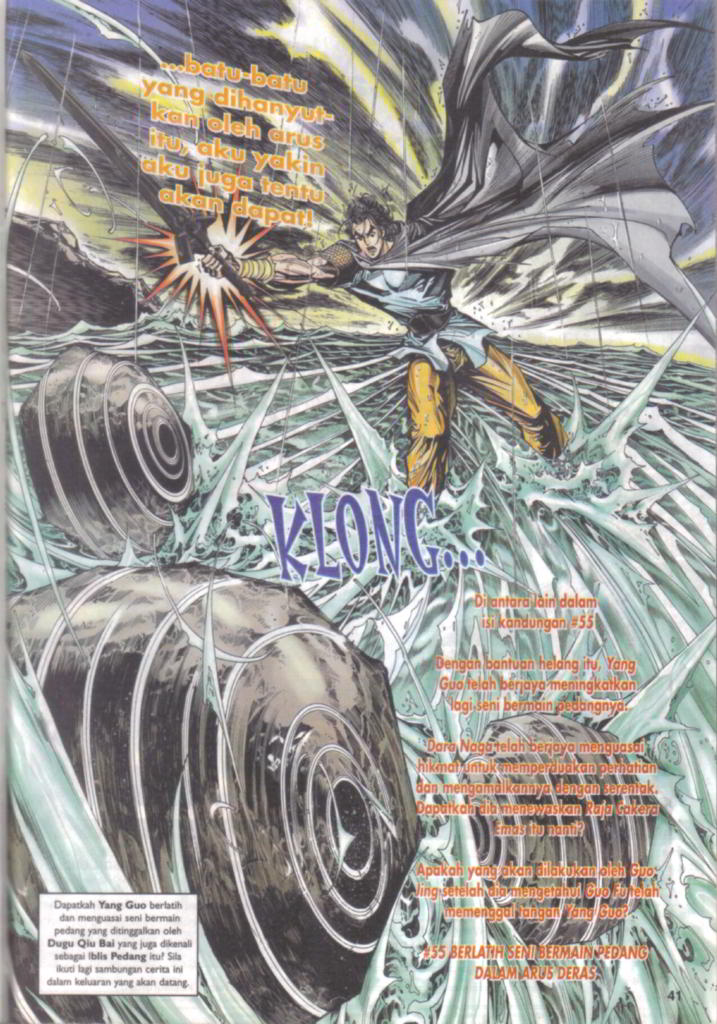 ...batu-batu
yang dihanyut-
kan oleh arus
itu, aku yakin
aku juga tentu
akan dapat!
KLONG...
Di antara lain dalam
isi kandungan #55
Dengan bantuan helang itu, Yang
Guo telah berjaya meningkatkan
lagi seni bermain pedangnya.
Dara Naga telah berjaya menguasai
hikmat untuk memperduakan perhatian
dan mengamalkannya dengan serentak.
Dapatkah dia menewaskan Raja Cakera
Emas itu nanti?
Apakah yang akan dilakukan oleh Guo
Jing setelah dia mengetahui Guo Fu telah
memenggal tangan Yang Guo?
#55 BERLATIH SENI BERMAIN PEDANG
DALAM ARUS DERAS.
Dapatkah Yang Guo berlatih
dan menguasai seni bermain
pedang yang ditinggalkan oleh
Dugu Qiu Bai yang juga dikenali
sebagai Iblis Pedang itu? Sila
ikuti lagi sambungan cerita ini
dalam keluaran yang akan datang.
41